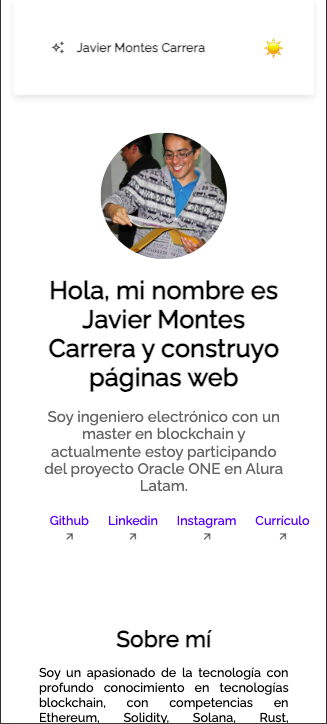 Javier Montes Carrera
Hola, mi nombre es
Javier Montes
Carrera y construyo
páginas web
Soy ingeniero electrónico con un
master en blockchain y
actualmente estoy participando
del proyecto Oracle ONE en Alura
Latam.
Github Linkedin Instagram Currículo
Sobre mí
Soy un apasionado de la tecnología con
profundo conocimiento en tecnologías
blockchain, con competencias en
Ethereum, Solidity, Solana, Rust,